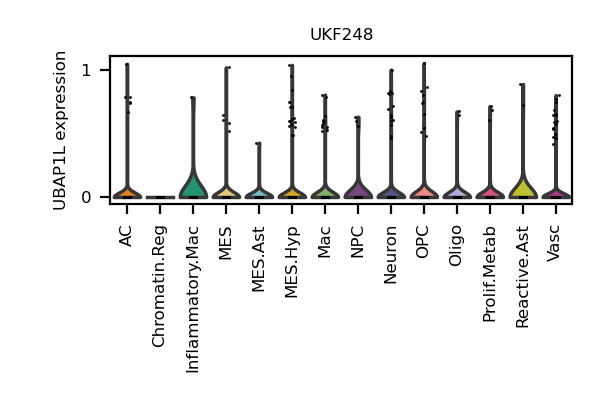 UKF248
UBAP1L expression
1
0
AC
Chromatin.Reg
Inflammatory.Mac
MES
MES.Ast
MES.Hyp
Mac
NPC
Neuron
OPC
Oligo
Prolif.Metab
Reactive.Ast
Vasc